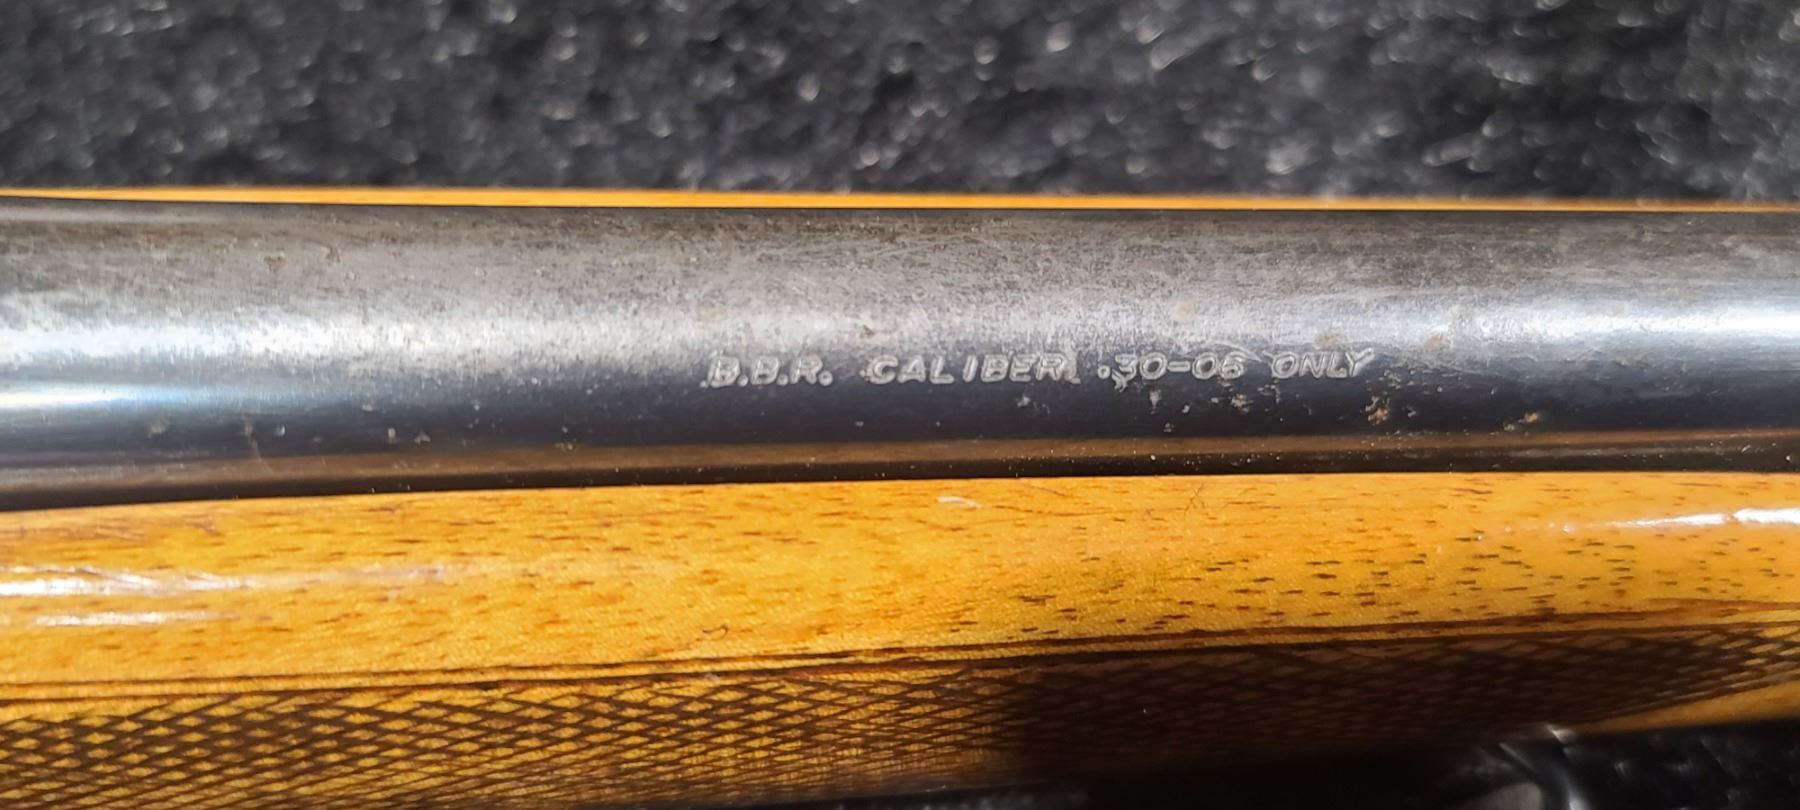 B.B.R. CALIBER .30-06 ONLY